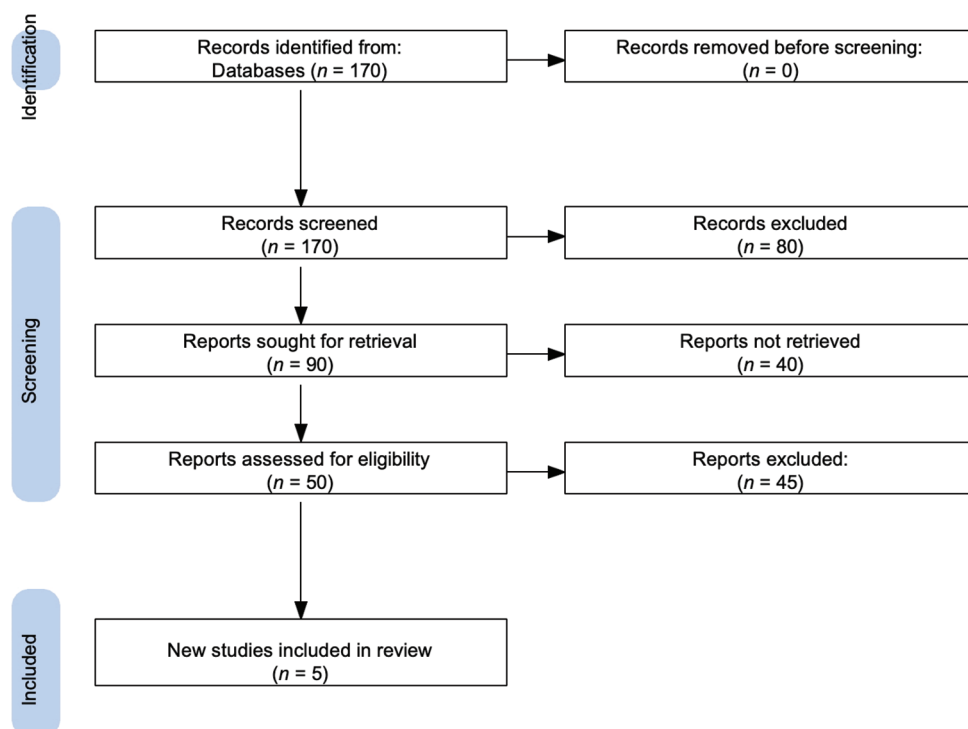 Identification
Records identified from:
Databases (n = 170)
Records removed before screening:
(n = 0)
Screening
Records screened
(n = 170)
Records excluded
(n = 80)
Reports sought for retrieval
(n = 90)
Reports not retrieved
(n = 40)
Reports assessed for eligibility
(n = 50)
Reports excluded:
(n = 45)
Included
New studies included in review
(n = 5)